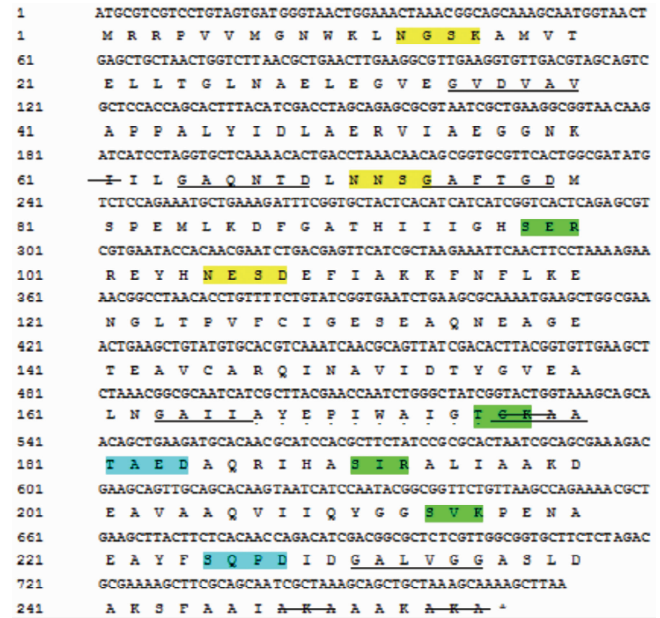 1 ATGCGTCGTCCTGTAGTGATGGGTAACTGGAAACTAAACGGCAGCAAAGCAATGGTAACT
1 M R R P V V M G N W K L N G S K A M V T
61 GAGCTGCTAACTGGTCTTAACGCTGAACTTGAAGGCGTTGAAGGTGTTGACGTAGCAGTC
21 E L L T G L N A E L E G V E G V D V A V
121 GCTCCACCAGCACTTTACATCGACCTAGCAGAGCGCGTAATCGCTGAAGGCGGTAACAAG
41 A P P A L Y I D L A E R V I A E G G N K
181 ATCATCCTAGGTGCTCAAAACACTGACCTAAACAACAGCGGTGCGTTCACTGGCGATATG
61 I I L G A Q N T D L N N S G A F T G D M
241 TCTCCAGAAATGCTGAAAGATTTCGGTGCTACTCACATCATCATCGGTCACTCAGAGCGT
81 S P E M L K D F G A T H I I I G H S E R
301 CGTGAATACCACAACGAATCTGACGAGTTCATCGCTAAGAAATTCAACTTCCTAAAAGAA
101 R E Y H N E S D E F I A K K F N F L K E
361 AACGGCCTAACACCTGTTTTCTGTATCGGTGAATCTGAAGCGCAAAATGAAGCTGGCGAA
121 N G L T P V F C I G E S E A Q N E A G E
421 ACTGAAGCTGTATGTGCACGTCAAATCAACGCAGTTATCGACACTTACGGTGTTGAAGCT
141 T E A V C A R Q I N A V I D T Y G V E A
481 CTAAACGGCGCAATCATCGCTTACGAACCAATCTGGGCTATCGGTACTGGTAAAGCAGCA
161 L N G A I I A Y E P I W A I G T G K A A
541 ACAGCTGAAGATGCACAACGCATCCACGCTTCTATCCGCGCACTAATCGCAGCGAAAGAC
181 T A E D A Q R I H A S I R A L I A A K D
601 GAAGCAGTTGCAGCACAAGTAATCATCCAATACGGCGGTTCTGTTAAGCCAGAAAACGCT
201 E A V A A Q V I I Q Y G G S V K P E N A
661 GAAGCTTACTTCTCACAACCAGACATCGACGGCGCTCTCGTTGGCGGTGCTTCTCTAGAC
221 E A Y F S Q P D I D G A L V G G A S L D
721 GCGAAAAGCTTCGCAGCAATCGCTAAAGCAGCTGCTAAAGCAAAAGCTTAA
241 A K S F A A I A K A A A K A K A *